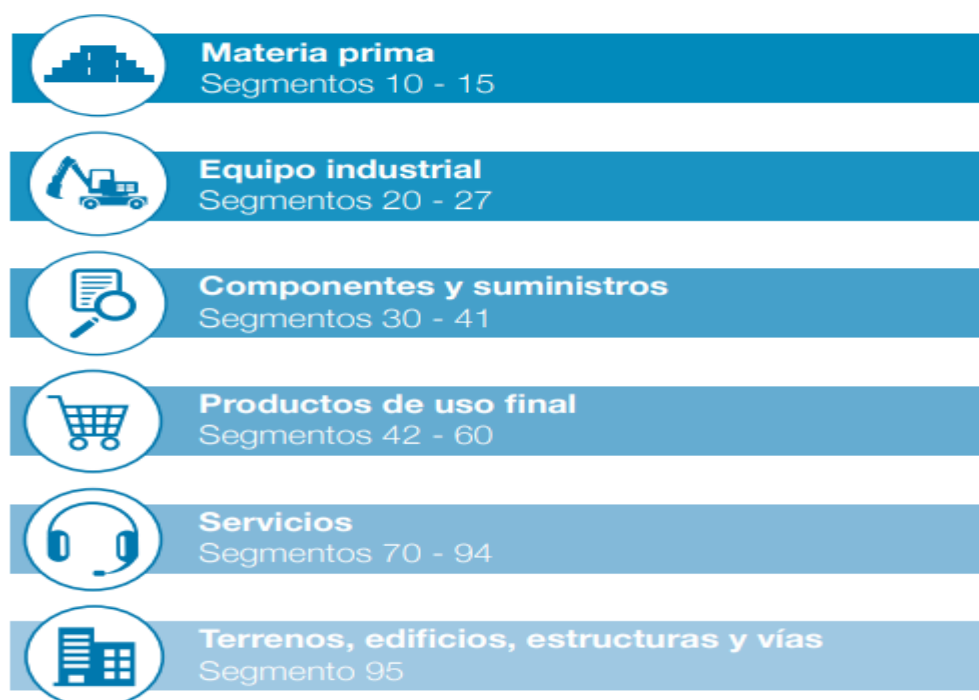 Materia prima
Segmentos 10 - 15
Equipo industrial
Segmentos 20 - 27
Componentes y suministros
Segmentos 30 - 41
Productos de uso final
Segmentos 42 - 60
Servicios
Segmentos 70 - 94
Terrenos, edificios, estructuras y vías
Segmento 95